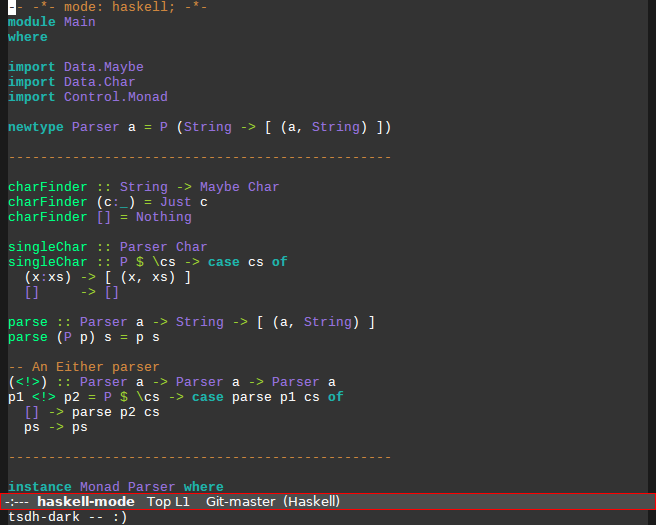 -- -*- mode: haskell; -*-
module Main
where
import Data.Maybe
import Data.Char
import Control.Monad
newtype Parser a = P (String -> [ (a, String) ])
------------------------------------------------
charFinder :: String -> Maybe Char
charFinder (c:_) = Just c
charFinder [] = Nothing
singleChar :: Parser Char
singleChar :: P $ \cs -> case cs of
  (x:xs) -> [ (x, xs) ]
  []     -> []
parse :: Parser a -> String -> [ (a, String) ]
parse (P p) s = p s
-- An Either parser
(<!>) :: Parser a -> Parser a -> Parser a
p1 <!> p2 = P $ \cs -> case parse p1 cs of
  [] -> parse p2 cs
  ps -> ps
------------------------------------------------
instance Monad Parser where
-:--- haskell-mode Top L1 Git-master (Haskell)
tsdh-dark -- :)